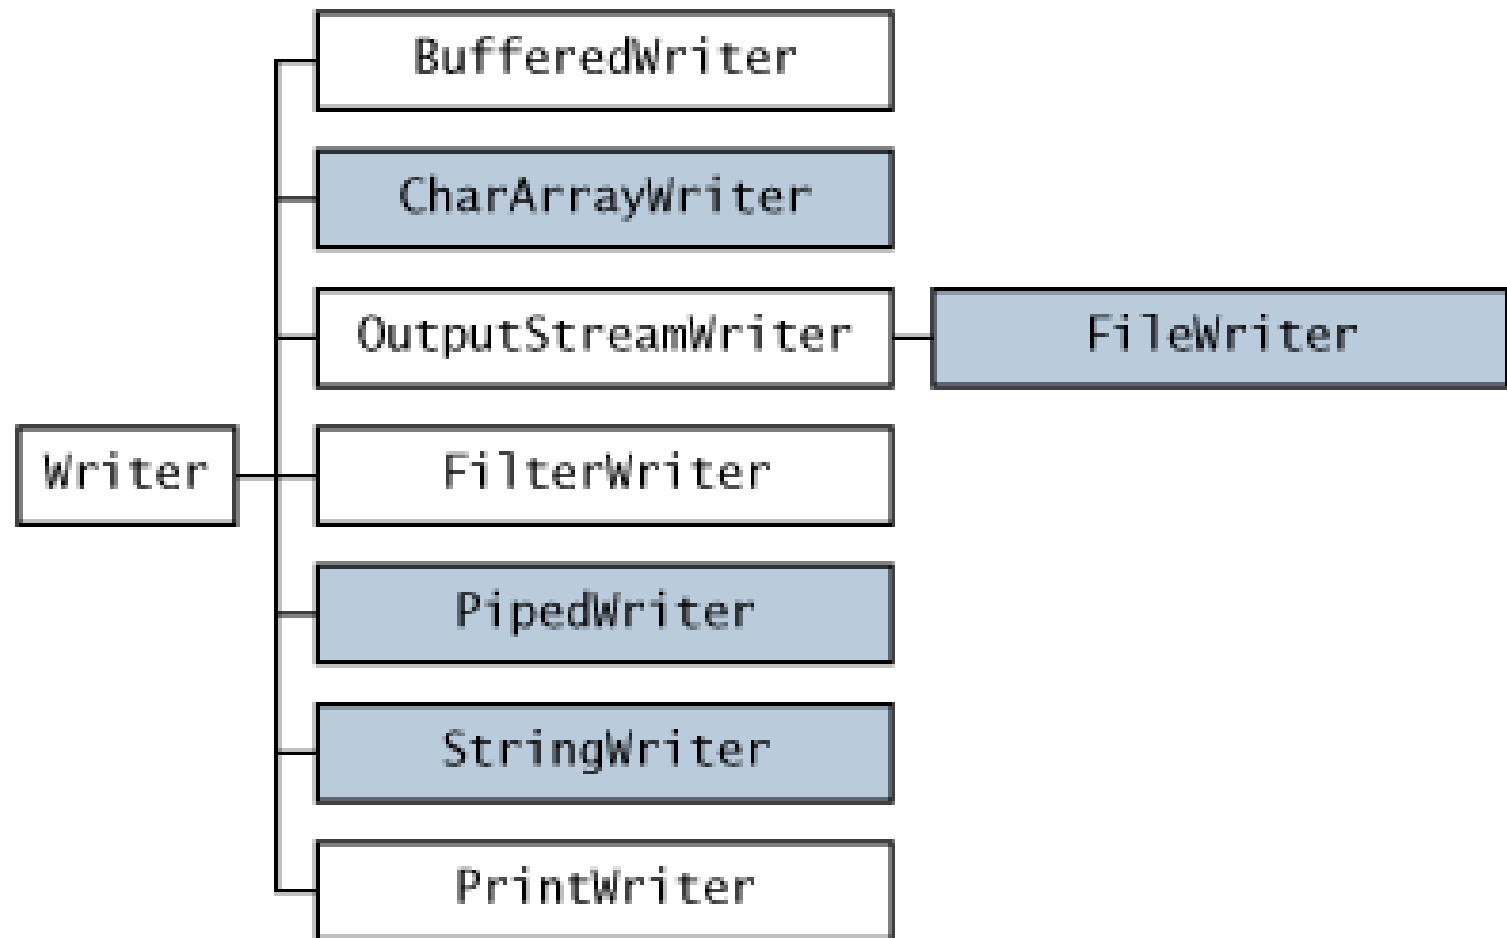 BufferedWriter
CharArrayWriter
OutputStreamWriter
FileWriter
Writer
FilterWriter
PipedWriter
StringWriter
PrintWriter